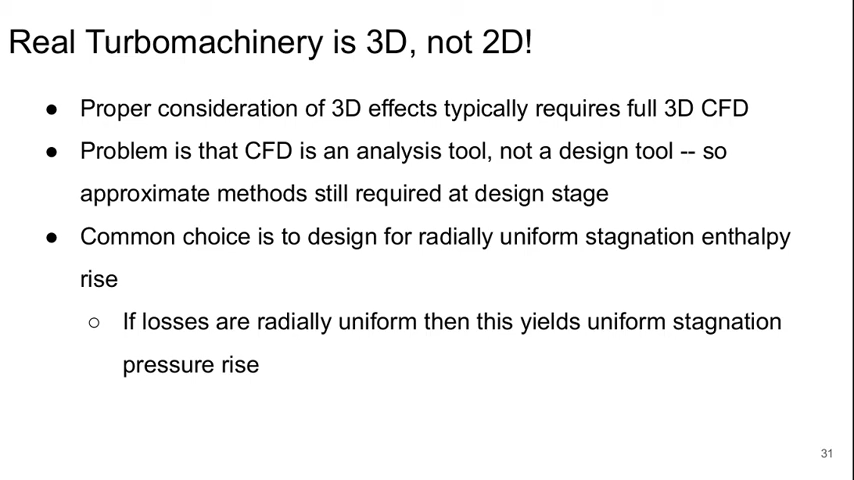 Real Turbomachinery is 3D, not 2D!
● Proper consideration of 3D effects typically requires full 3D CFD
● Problem is that CFD is an analysis tool, not a design tool -- so
approximate methods still required at design stage
● Common choice is to design for radially uniform stagnation enthalpy
rise
○ If losses are radially uniform then this yields uniform stagnation
pressure rise
31